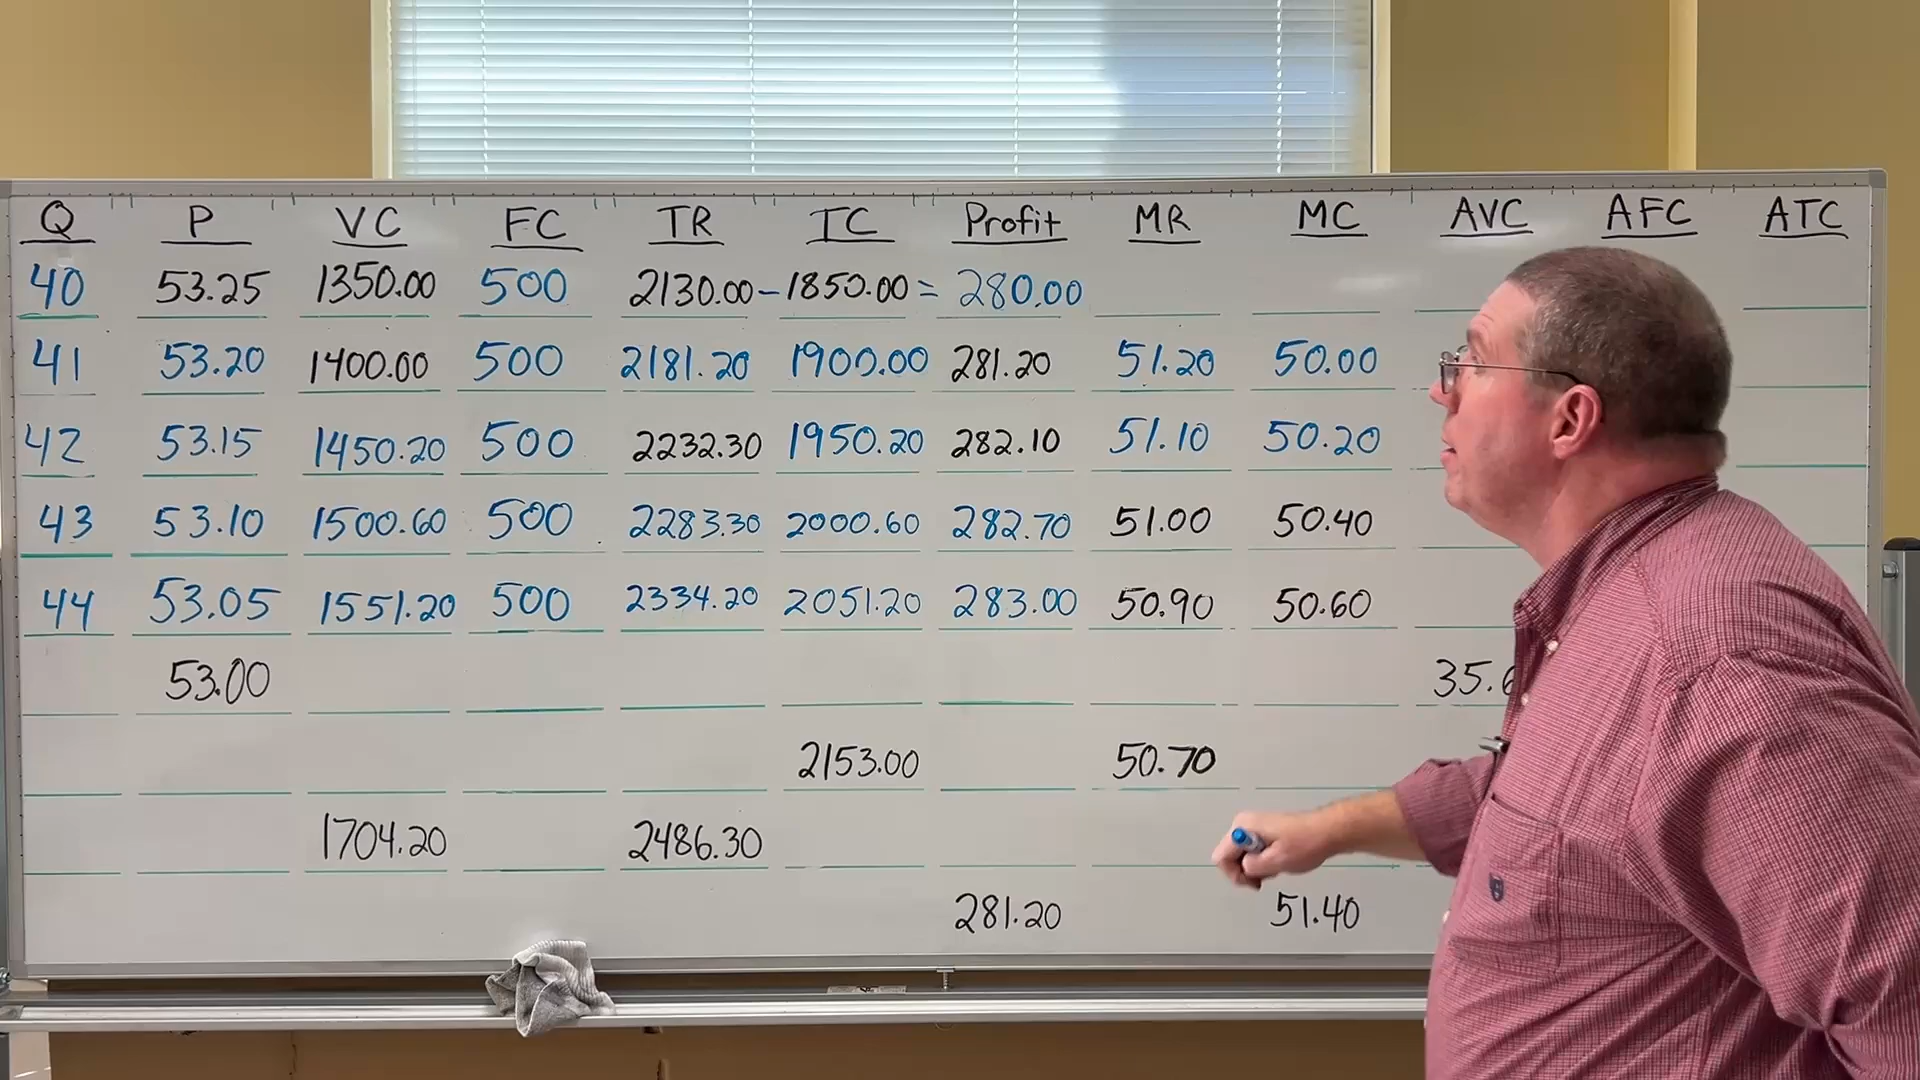 Q P VC FC TR TC Profit MR MC AVC AFC ATC
40 53.25 1350.00 500 2130.00 - 1850.00 = 280.00
41 53.20 1400.00 500 2181.20 1900.00 281.20 51.20 50.00
42 53.15 1450.20 500 2232.30 1950.20 282.10 51.10 50.20
43 53.10 1500.60 500 2283.30 2000.60 282.70 51.00 50.40
44 53.05 1551.20 500 2334.20 2051.20 283.00 50.90 50.60
53.00 35.6
2153.00 50.70
1704.20 2486.30
281.20 51.40